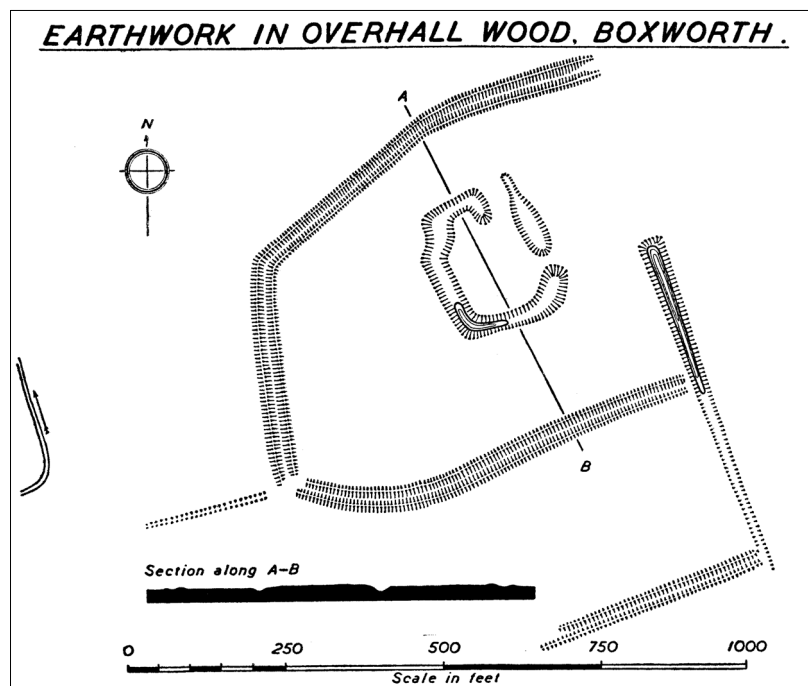 EARTHWORK IN OVERHALL WOOD, BOXWORTH.
A
N
B
Section along A-B
0 250 500 750 1000
Scale in feet